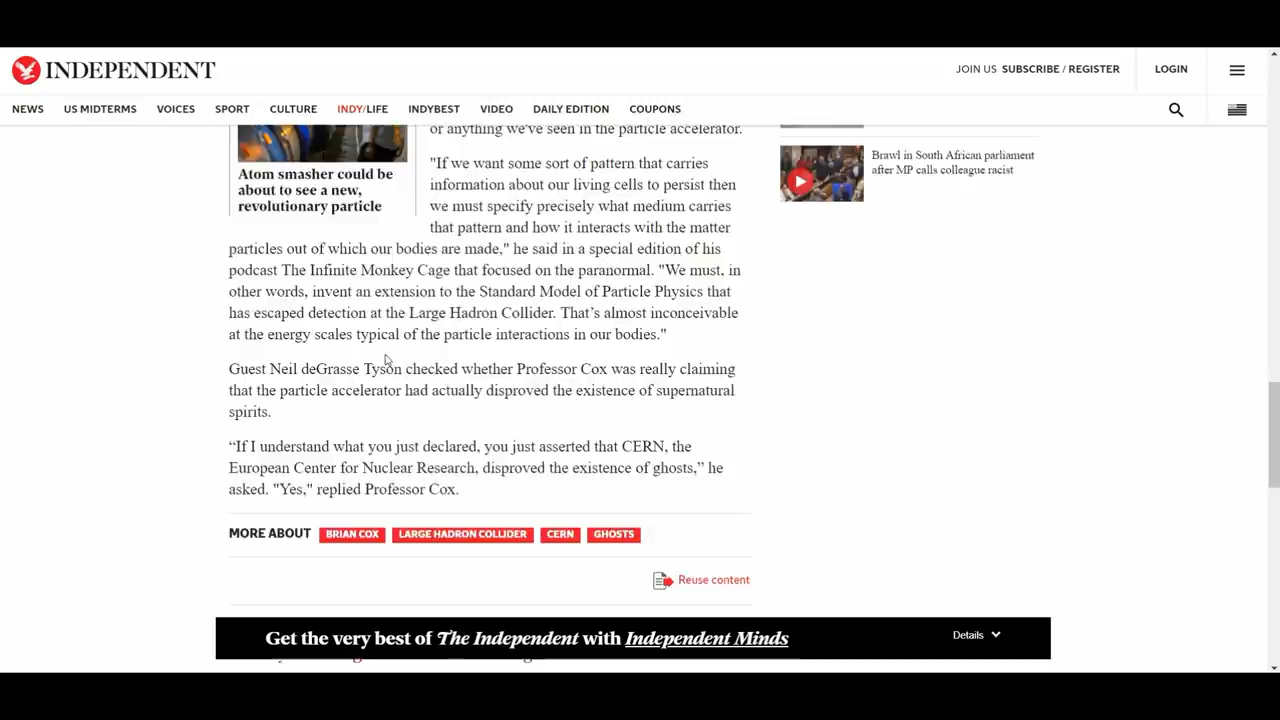 INDEPENDENT
JOIN US SUBSCRIBE / REGISTER
LOGIN
NEWS US MIDTERMS VOICES SPORT CULTURE INDY/LIFE INDYBEST VIDEO DAILY EDITION COUPONS
or anything we've seen in the particle accelerator.
Atom smasher could be
about to see a new,
revolutionary particle
"If we want some sort of pattern that carries
information about our living cells to persist then
we must specify precisely what medium carries
that pattern and how it interacts with the matter
particles out of which our bodies are made," he said in a special edition of his
podcast The Infinite Monkey Cage that focused on the paranormal. "We must, in
other words, invent an extension to the Standard Model of Particle Physics that
has escaped detection at the Large Hadron Collider. That’s almost inconceivable
at the energy scales typical of the particle interactions in our bodies."
Guest Neil deGrasse Tyson checked whether Professor Cox was really claiming
that the particle accelerator had actually disproved the existence of supernatural
spirits.
“If I understand what you just declared, you just asserted that CERN, the
European Center for Nuclear Research, disproved the existence of ghosts,” he
asked. "Yes," replied Professor Cox.
MORE ABOUT BRIAN COX LARGE HADRON COLLIDER CERN GHOSTS
Reuse content
Brawl in South African parliament
after MP calls colleague racist
Get the very best of The Independent with Independent Minds
Details